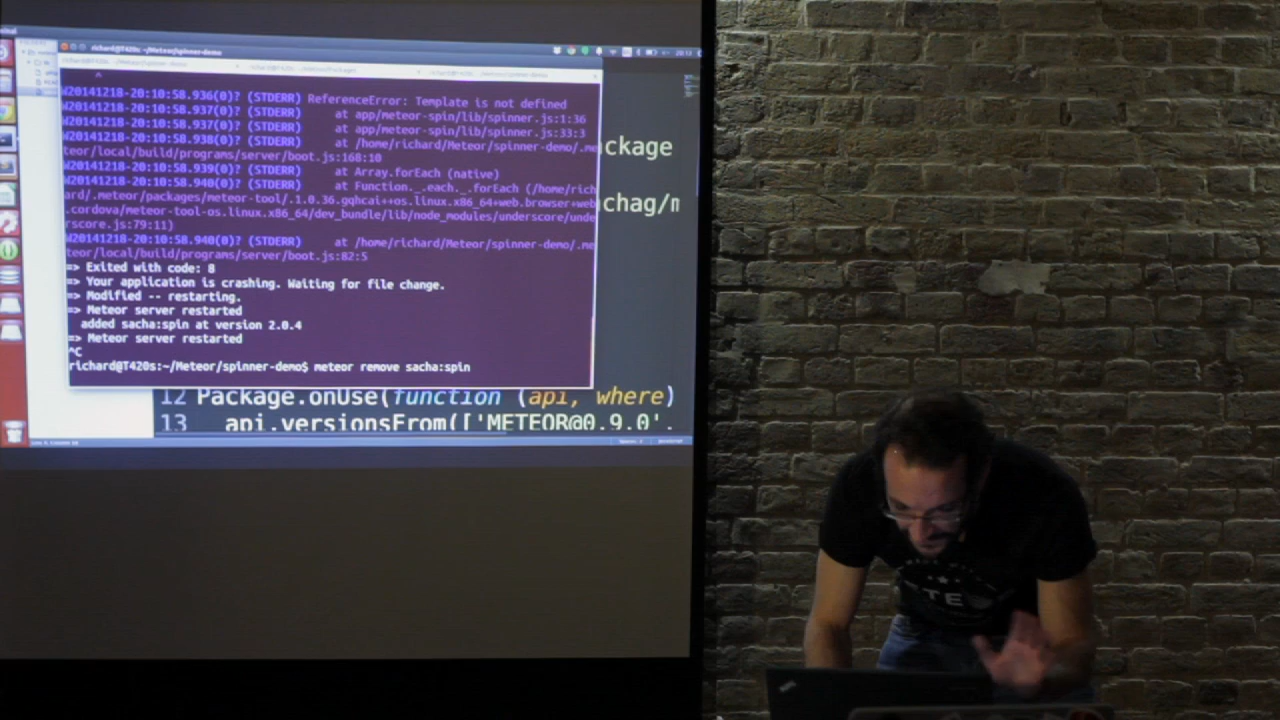 richard@T420s: ~/Meteor/spinner-demo
20:13
W20141218-20:10:58.936(0)? (STDERR) ReferenceError: Template is not defined
W20141218-20:10:58.937(0)? (STDERR)     at app/meteor-spin/lib/spinner.js:1:36
W20141218-20:10:58.937(0)? (STDERR)     at app/meteor-spin/lib/spinner.js:33:3
W20141218-20:10:58.938(0)? (STDERR)     at /home/richard/Meteor/spinner-demo/.me
teor/local/build/programs/server/boot.js:168:10
W20141218-20:10:58.939(0)? (STDERR)     at Array.forEach (native)
W20141218-20:10:58.940(0)? (STDERR)     at Function._.each._.forEach (/home/rich
ard/.meteor/packages/meteor-tool/.1.0.36.gqhcai++os.linux.x86_64+web.browser+web
.cordova/meteor-tool-os.linux.x86_64/dev_bundle/lib/node_modules/underscore/unde
rscore.js:79:11)
W20141218-20:10:58.940(0)? (STDERR)     at /home/richard/Meteor/spinner-demo/.me
teor/local/build/programs/server/boot.js:82:5
=> Exited with code: 8
=> Your application is crashing. Waiting for file change.
=> Modified -- restarting.
=> Meteor server restarted
added sacha:spin at version 2.0.4
=> Meteor server restarted
^C
richard@T420s:~/Meteor/spinner-demo$ meteor remove sacha:spin
ckage
chag/m
12 Package.onUse(function (api, where)
13 api.versionsFrom(['METEOR@0.9.0'.